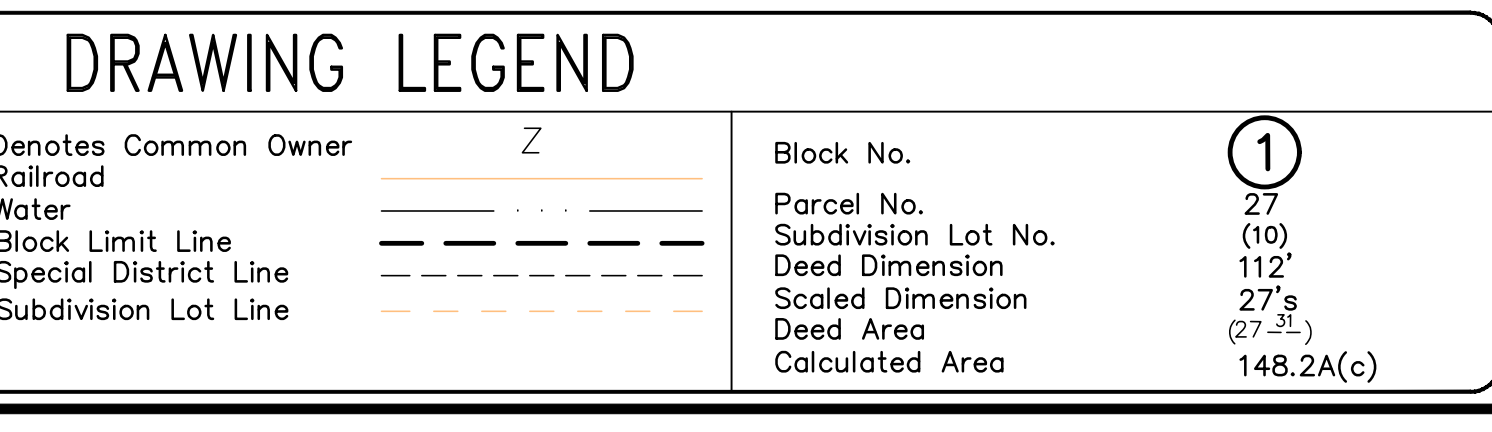 DRAWING LEGEND
Denotes Common Owner Z
Railroad
Water
Block Limit Line
Special District Line
Subdivision Lot Line
Block No. 1
Parcel No. 27
Subdivision Lot No. (10)
Deed Dimension 112'
Scaled Dimension 27's
Deed Area (27 31)
Calculated Area 148.2A(c)